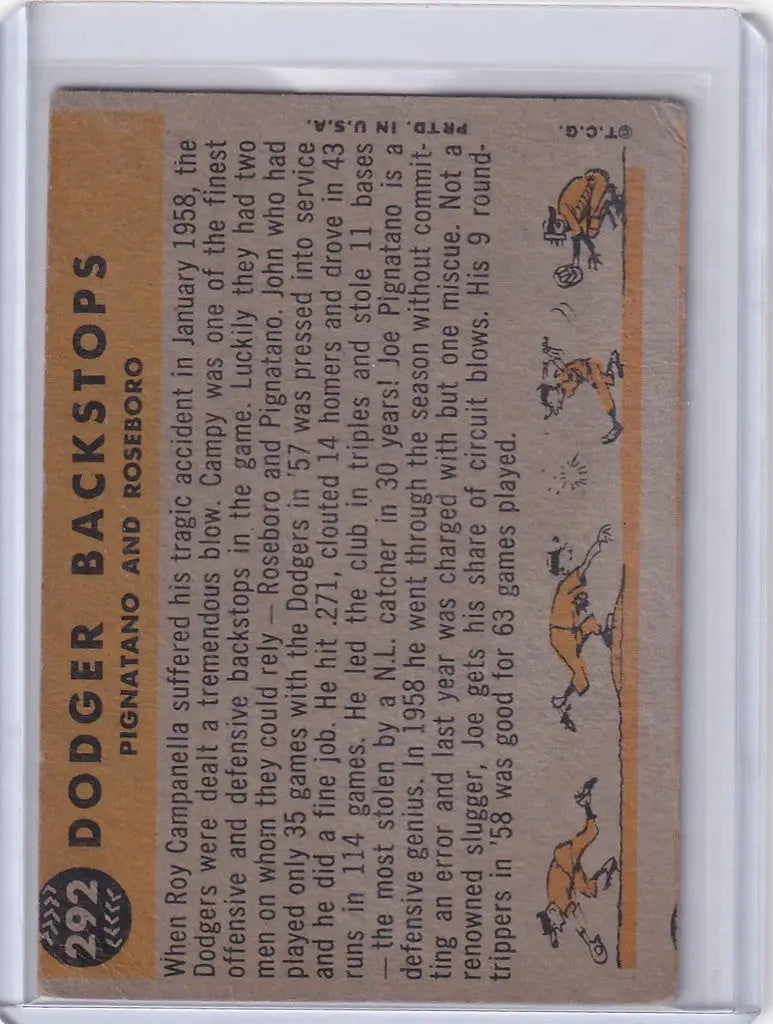 292
DODGER BACKSTOPS
PIGNATANO AND ROSEBORO
When Roy Campanella suffered his tragic accident in January 1958, the
Dodgers were dealt a tremendous blow. Campy was one of the finest
offensive and defensive backstops in the game. Luckily they had two
men on whom they could rely — Roseboro and Pignatano. John who had
played only 35 games with the Dodgers in '57 was pressed into service
and he did a fine job. He hit .271, clouted 14 homers and drove in 43
runs in 114 games. He led the club in triples and stole 11 bases
— the most stolen by a N.L. catcher in 30 years! Joe Pignatano is a
defensive genius. In 1958 he went through the season without commit-
ting an error and last year was charged with but one miscue. Not a
renowned slugger, Joe gets his share of circuit blows. His 9 round-
trippers in '58 was good for 63 games played.
©T.C.G.
PRTD. IN U.S.A.